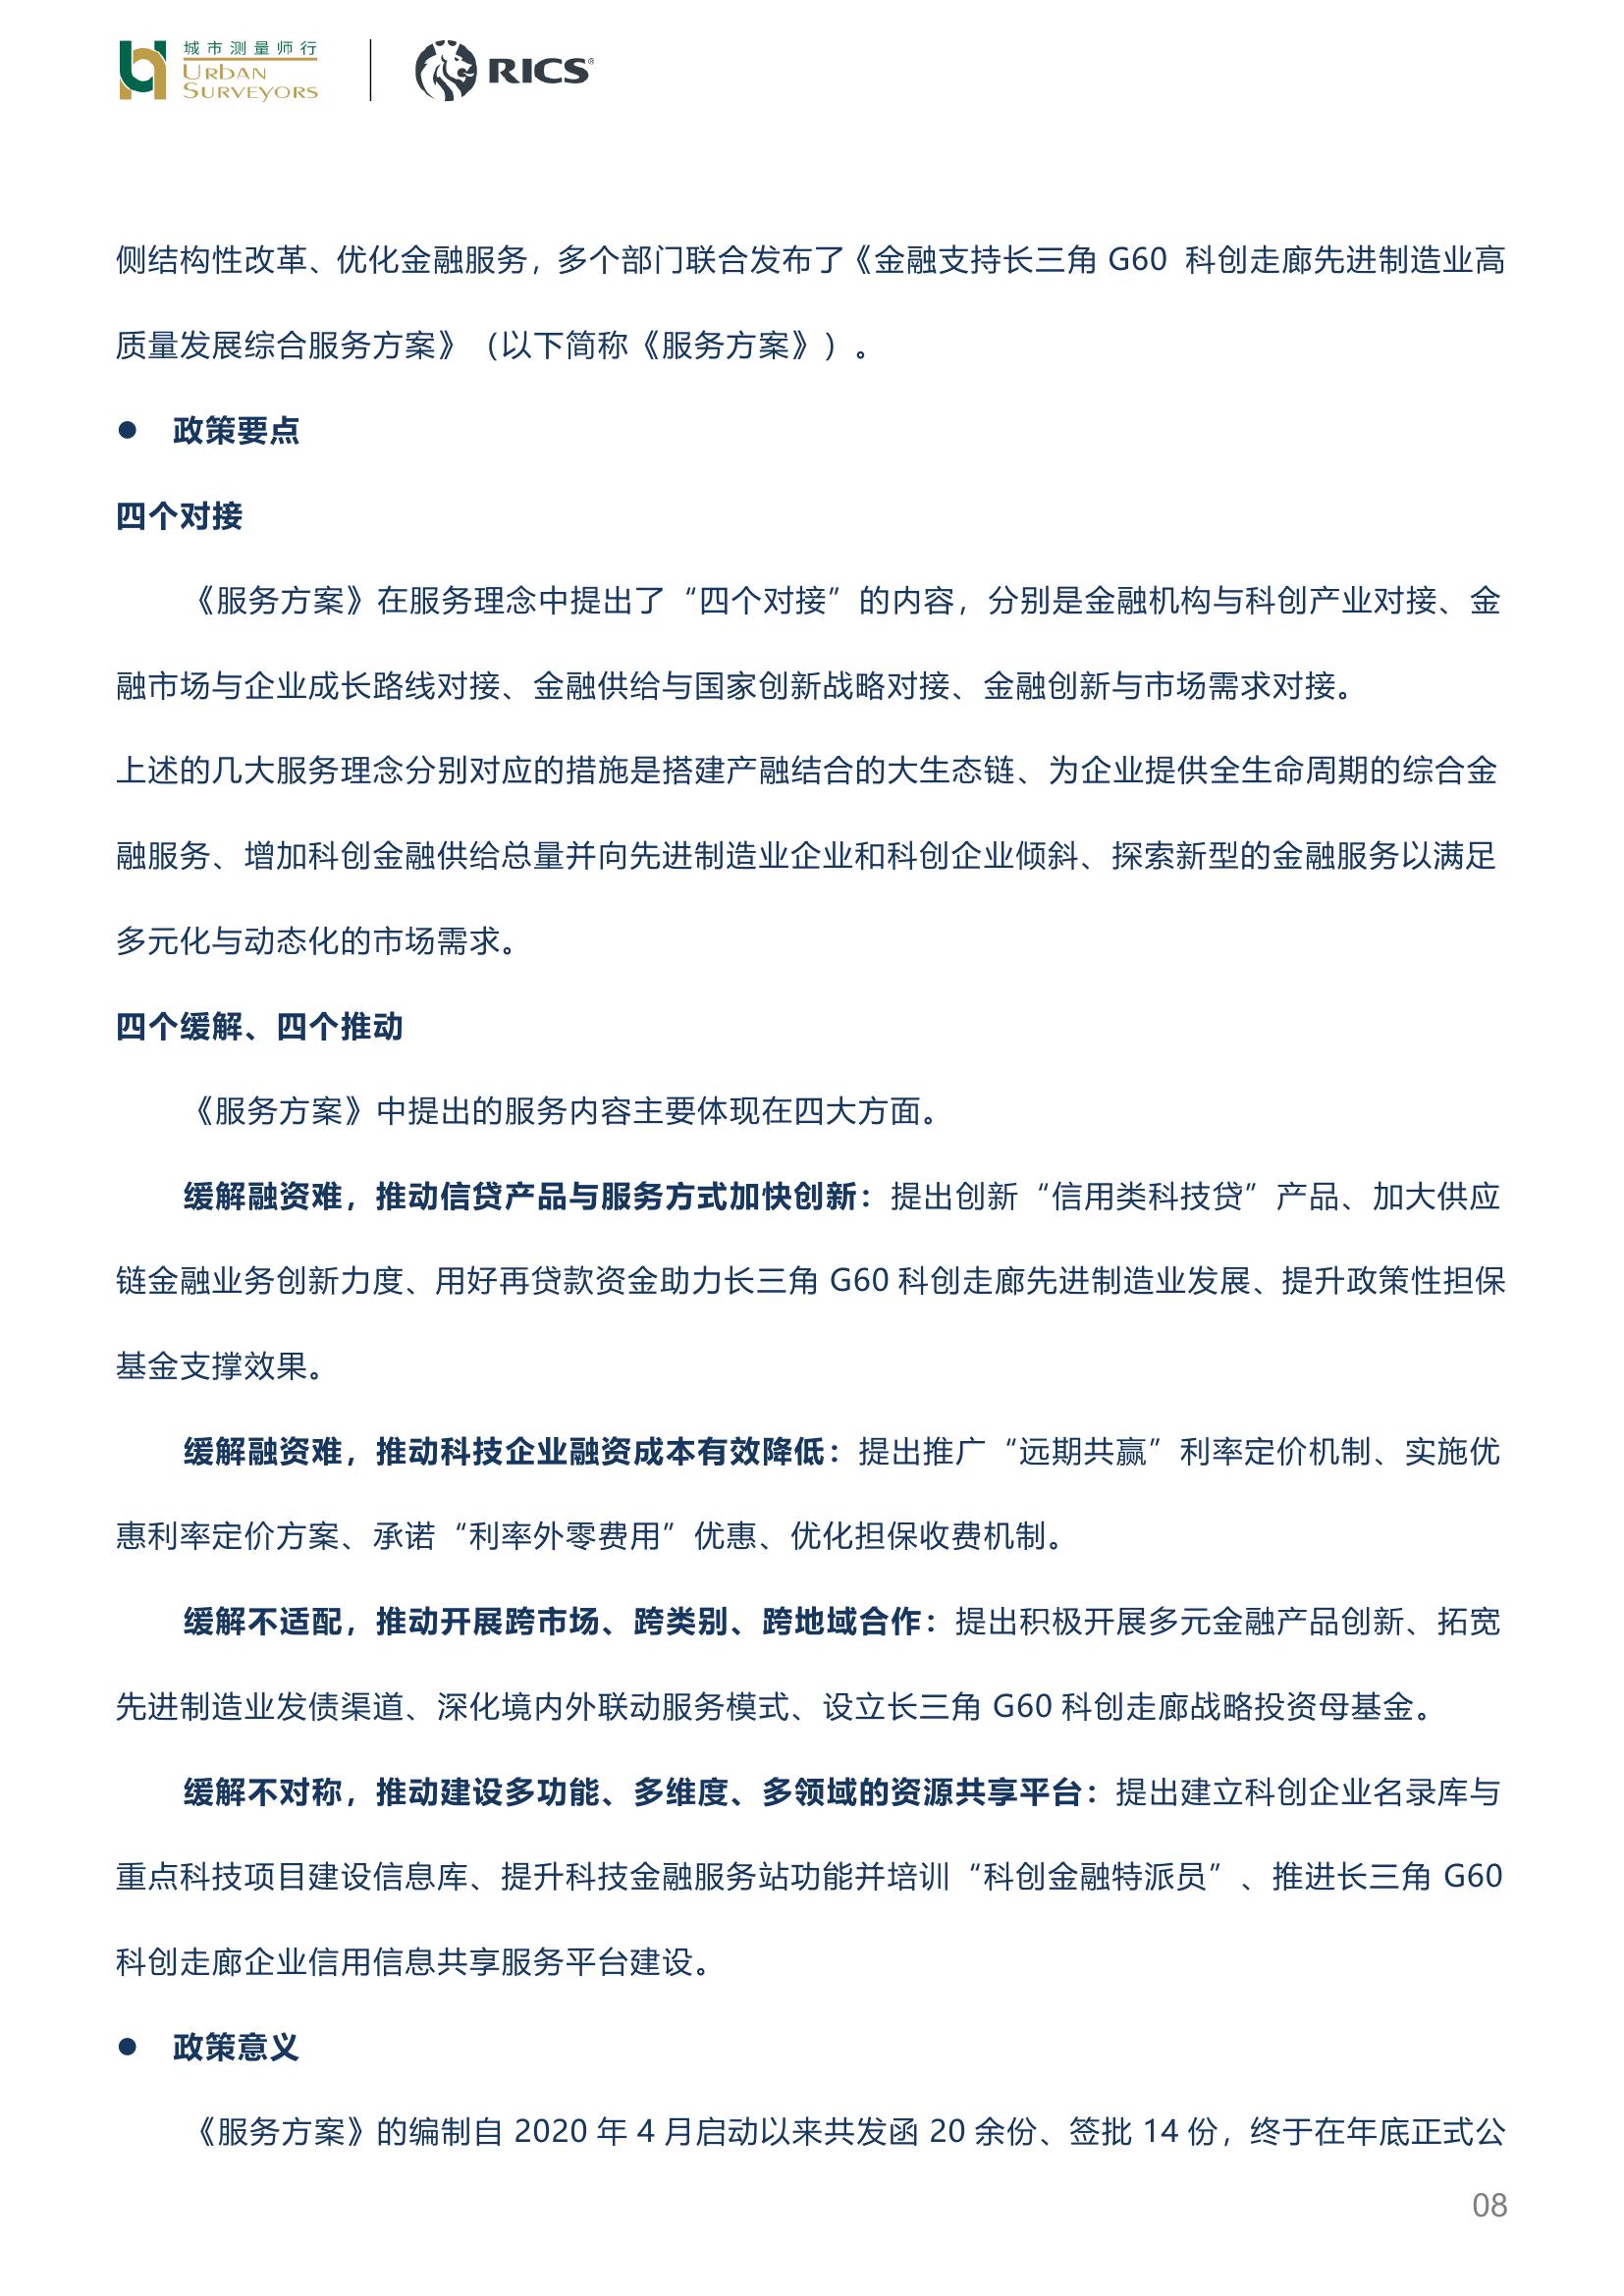 城市测量师行
URBAN
SURVEYORS
RICS®
侧结构性改革、优化金融服务，多个部门联合发布了《金融支持长三角 G60 科创走廊先进制造业高
质量发展综合服务方案》（以下简称《服务方案》）。
● 政策要点
四个对接
《服务方案》在服务理念中提出了“四个对接”的内容，分别是金融机构与科创产业对接、金
融市场与企业成长路线对接、金融供给与国家创新战略对接、金融创新与市场需求对接。
上述的几大服务理念分别对应的措施是搭建产融结合的大生态链、为企业提供全生命周期的综合金
融服务、增加科创金融供给总量并向先进制造业企业和科创企业倾斜、探索新型的金融服务以满足
多元化与动态化的市场需求。
四个缓解、四个推动
《服务方案》中提出的服务内容主要体现在四大方面。
缓解融资难，推动信贷产品与服务方式加快创新：提出创新“信用类科技贷”产品、加大供应
链金融业务创新力度、用好再贷款资金助力长三角 G60 科创走廊先进制造业发展、提升政策性担保
基金支撑效果。
缓解融资难，推动科技企业融资成本有效降低：提出推广“远期共赢”利率定价机制、实施优
惠利率定价方案、承诺“利率外零费用”优惠、优化担保收费机制。
缓解不适配，推动开展跨市场、跨类别、跨地域合作：提出积极开展多元金融产品创新、拓宽
先进制造业发债渠道、深化境内外联动服务模式、设立长三角 G60 科创走廊战略投资母基金。
缓解不对称，推动建设多功能、多维度、多领域的资源共享平台：提出建立科创企业名录库与
重点科技项目建设信息库、提升科技金融服务站功能并培训“科创金融特派员”、推进长三角 G60
科创走廊企业信用信息共享服务平台建设。
● 政策意义
《服务方案》的编制自 2020 年 4 月启动以来共发函 20 余份、签批 14 份，终于在年底正式公
08